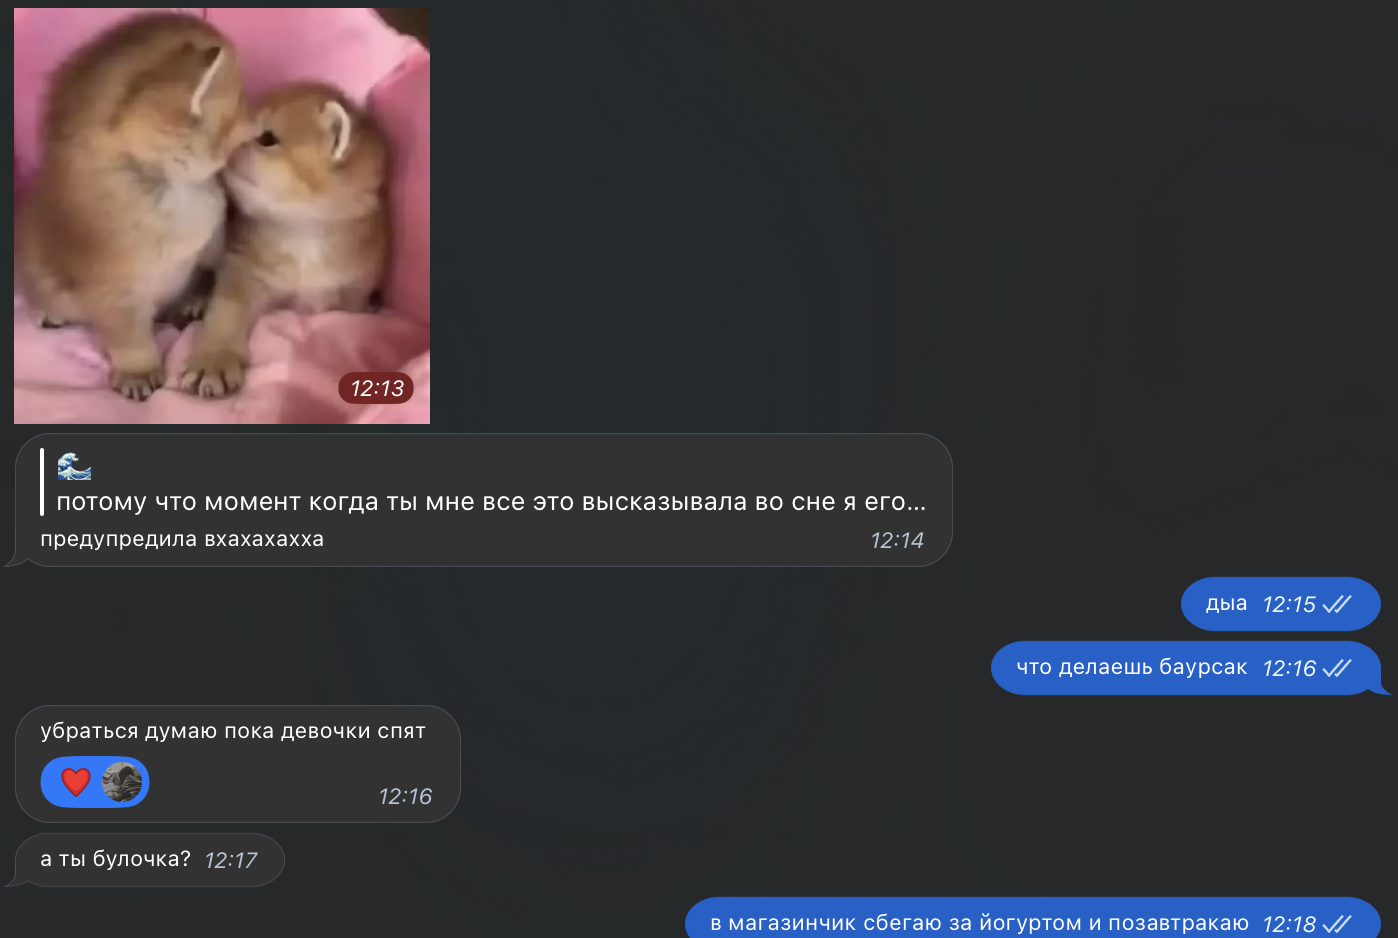 12:13
потому что момент когда ты мне все это высказывала во сне я его...
предупредила вхахахахха 12:14
дыа 12:15
что делаешь баурсак 12:16
убраться думаю пока девочки спят
12:16
а ты булочка? 12:17
в магазинчик сбегаю за йогуртом и позавтракаю 12:18